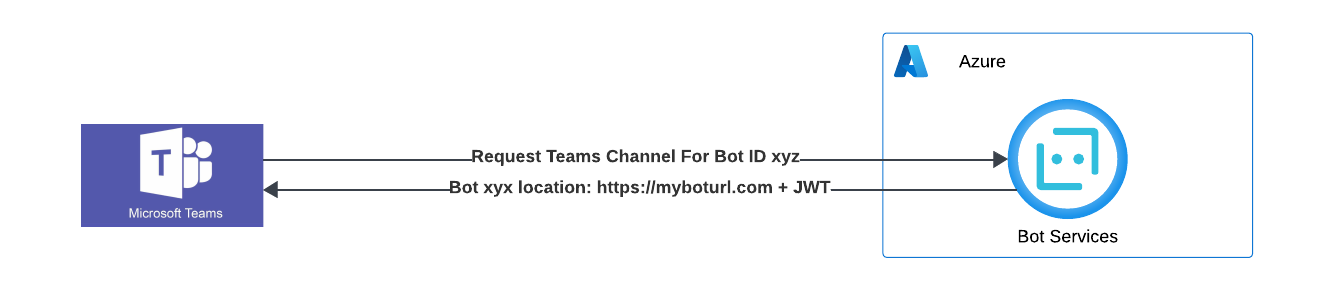 Azure
T
Microsoft Teams
Request Teams Channel For Bot ID xyz
Bot xyx location: https://myboturl.com + JWT
Bot Services